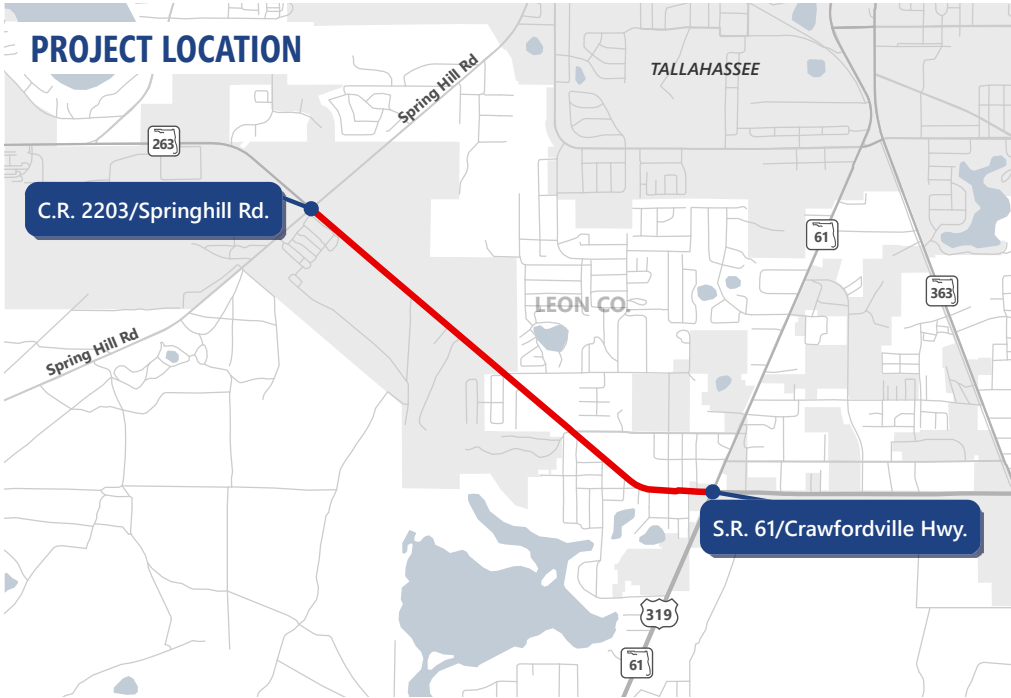 PROJECT LOCATION
TALLAHASSEE
Spring Hill Rd
263
C.R. 2203/Springhill Rd.
61
363
LEON CO.
Spring Hill Rd
S.R. 61/Crawfordville Hwy.
319
61